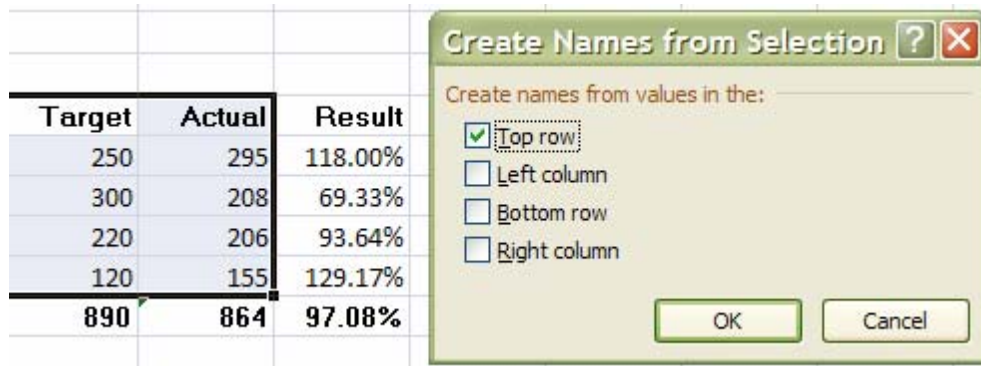 Target Actual Result
250 295 118.00%
300 208 69.33%
220 206 93.64%
120 155 129.17%
890 864 97.08%
Create Names from Selection
Create names from values in the:
Top row
Left column
Bottom row
Right column
OK Cancel